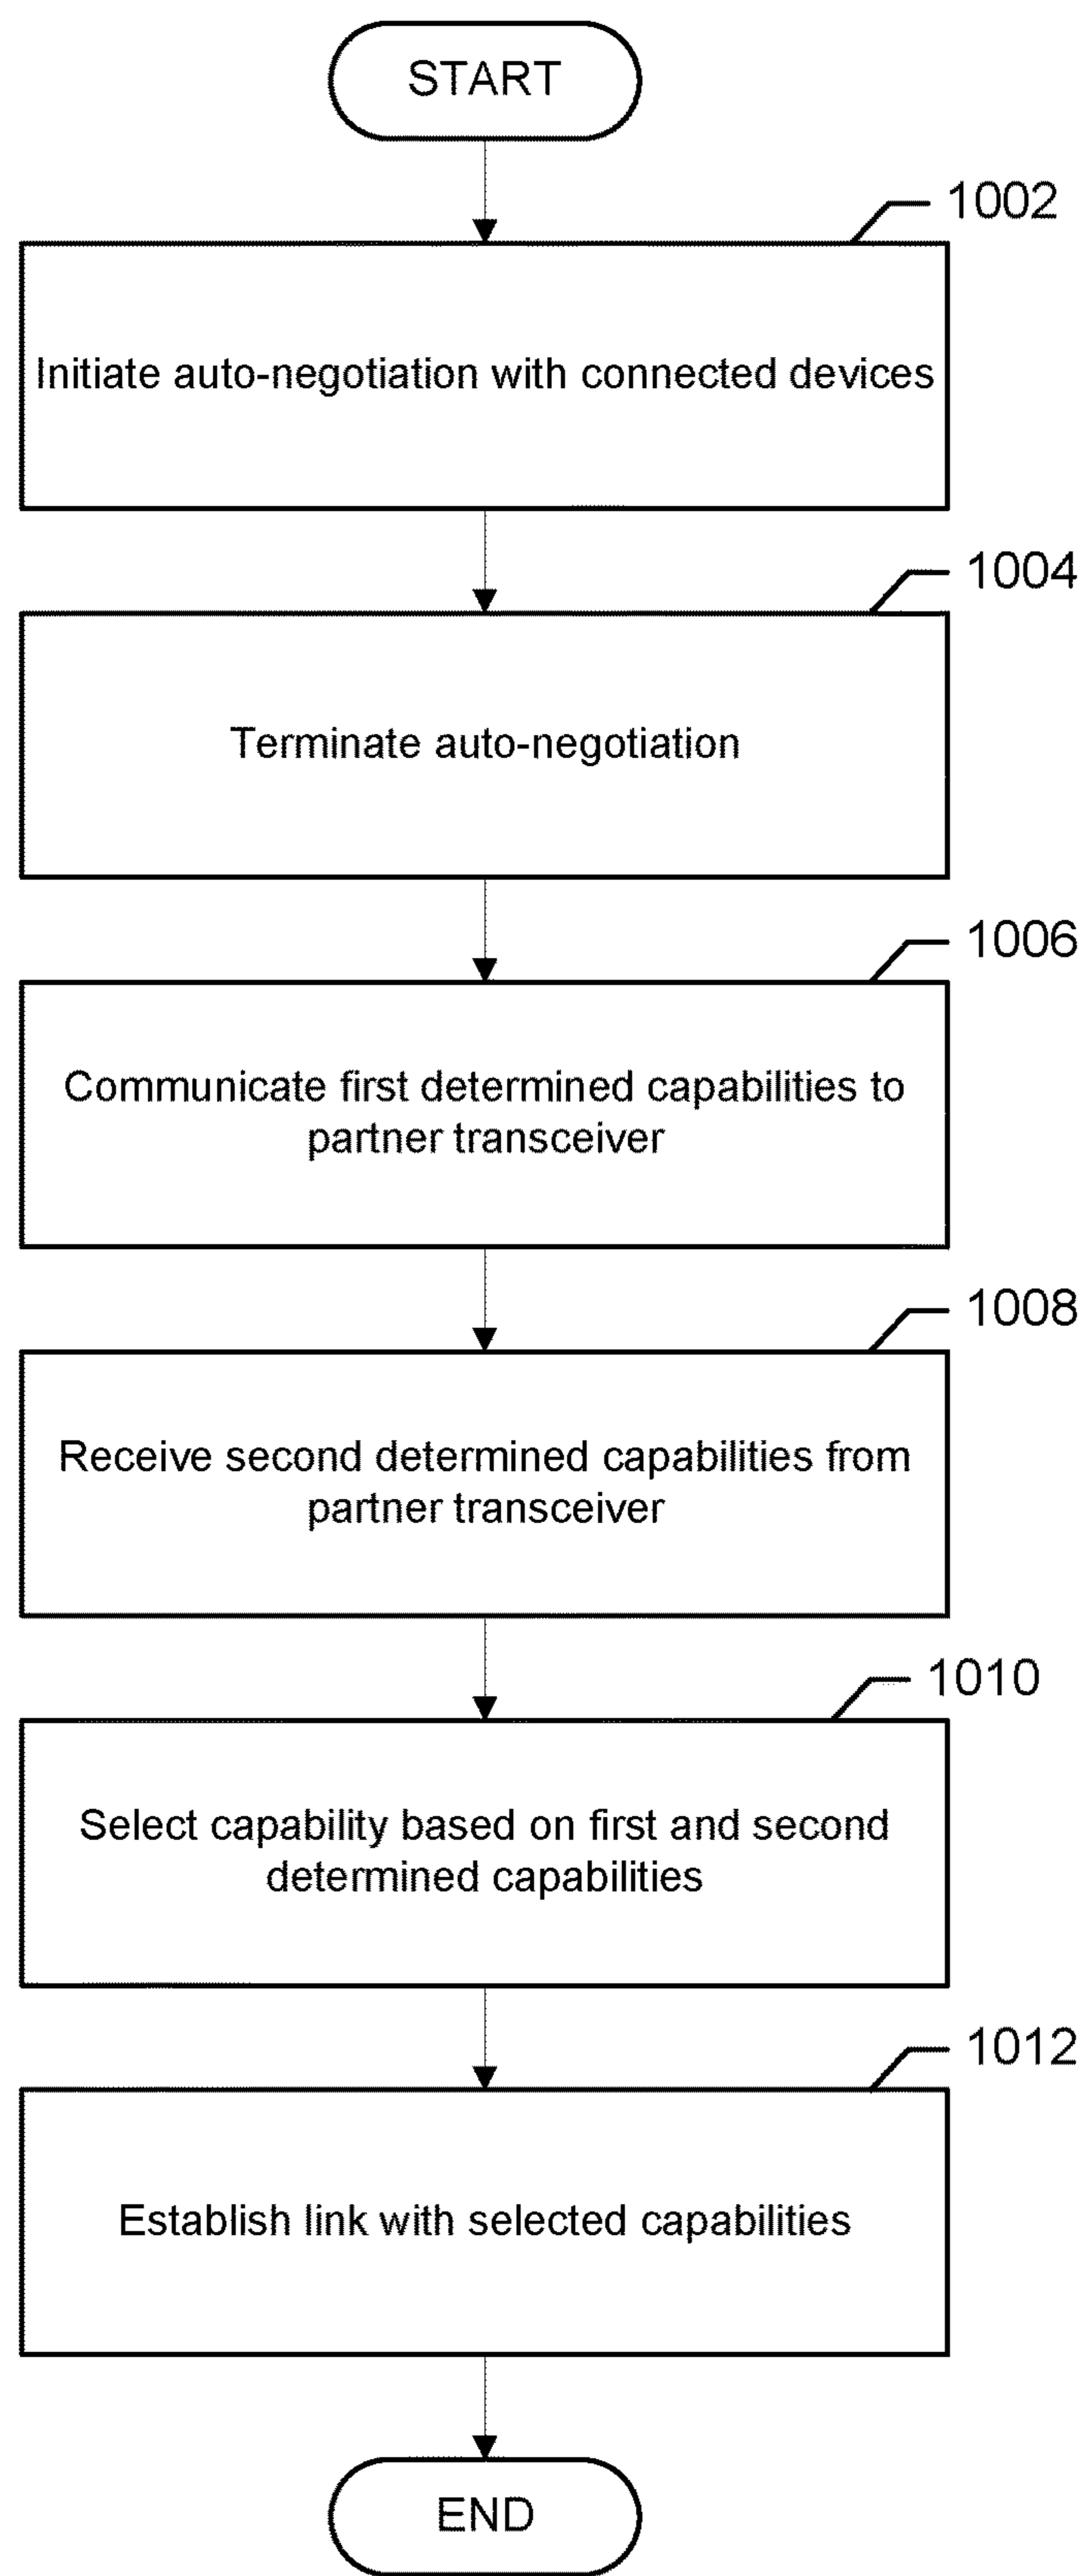 START
1002
Initiate auto-negotiation with connected devices
1004
Terminate auto-negotiation
1006
Communicate first determined capabilities to
partner transceiver
1008
Receive second determined capabilities from
partner transceiver
1010
Select capability based on first and second
determined capabilities
1012
Establish link with selected capabilities
END